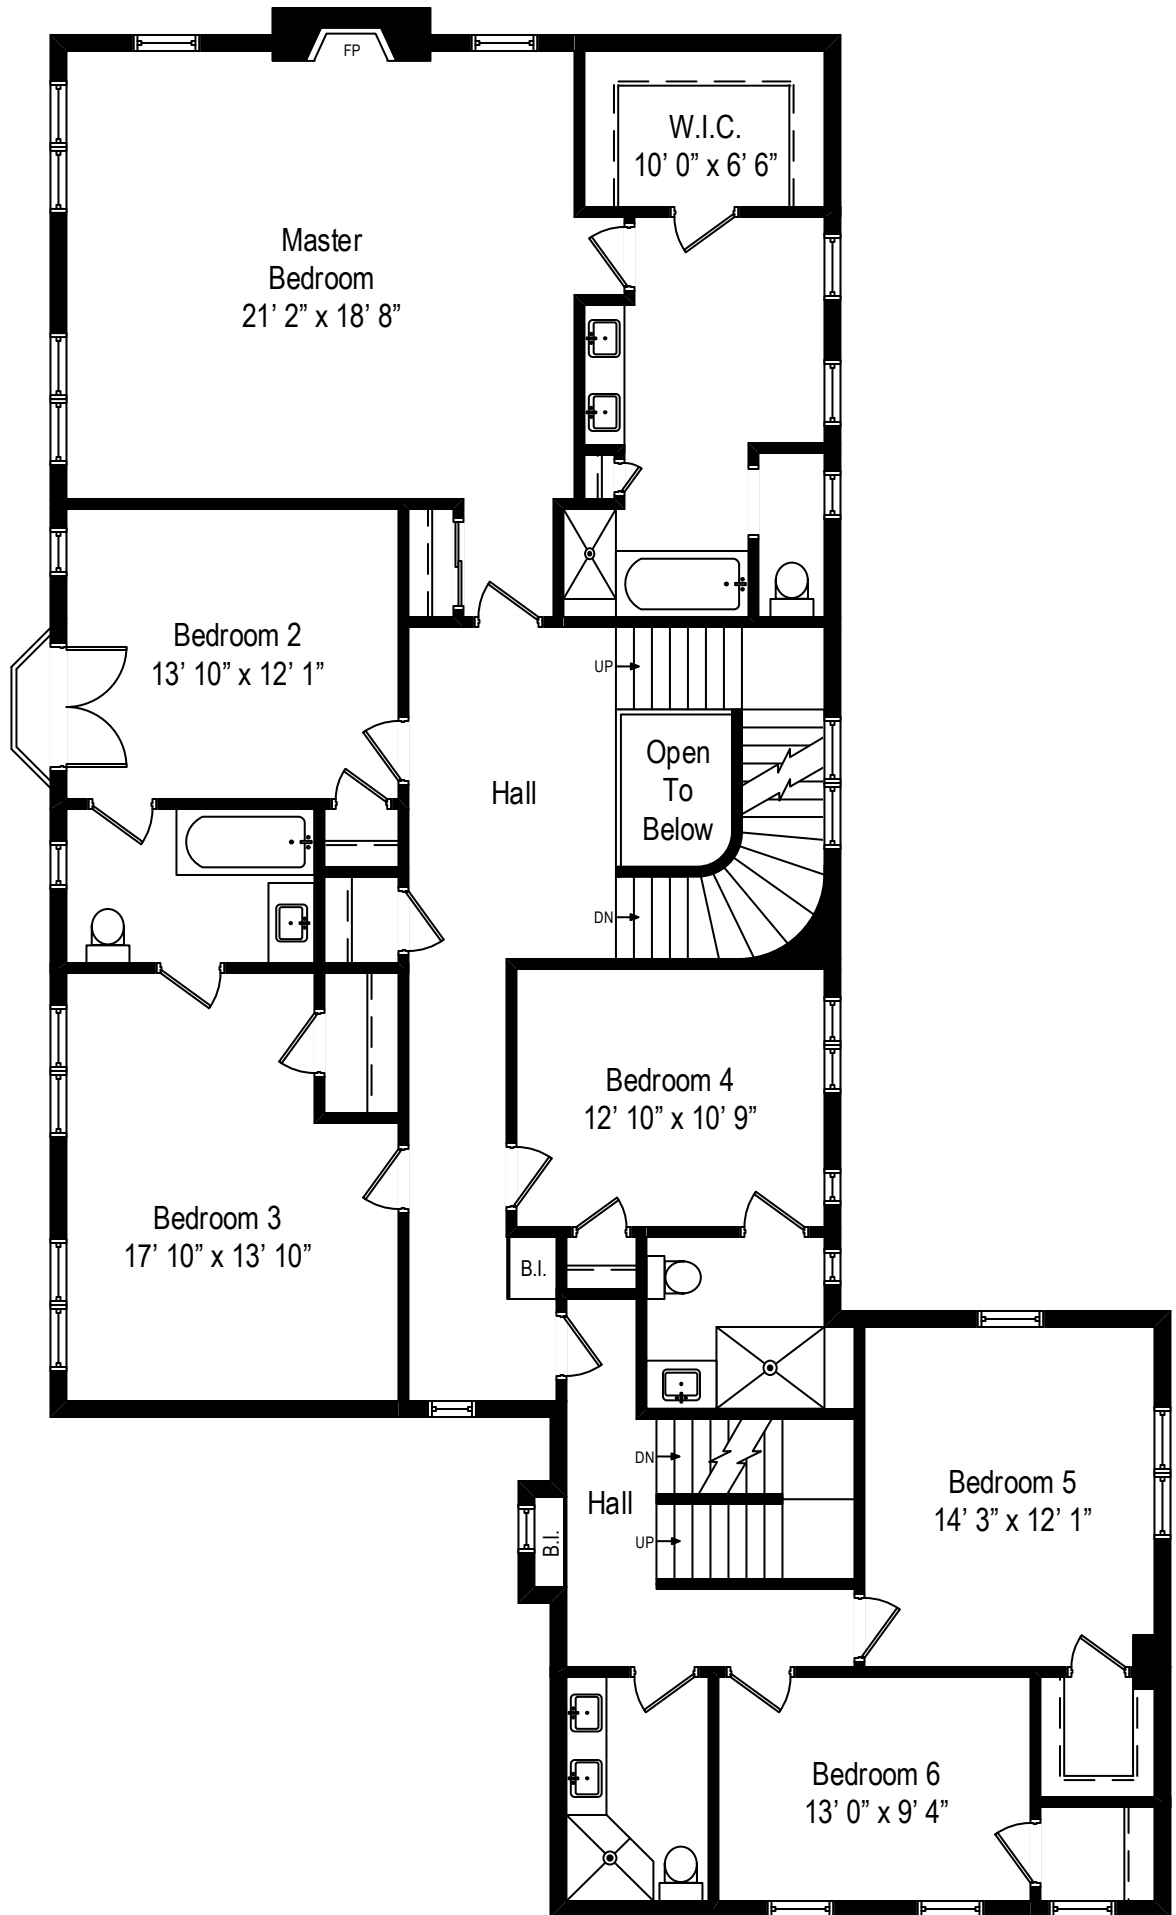 FP
W.I.C.
10’ 0” x 6’ 6”
Master
Bedroom
21’ 2” x 18’ 8”
Bedroom 2
13’ 10” x 12’ 1”
UP
Open
To
Below
Hall
DN
Bedroom 4
12’ 10” x 10’ 9”
Bedroom 3
17’ 10” x 13’ 10”
B.I.
DN
Hall
UP
B.I.
Bedroom 5
14’ 3” x 12’ 1”
Bedroom 6
13’ 0” x 9’ 4”